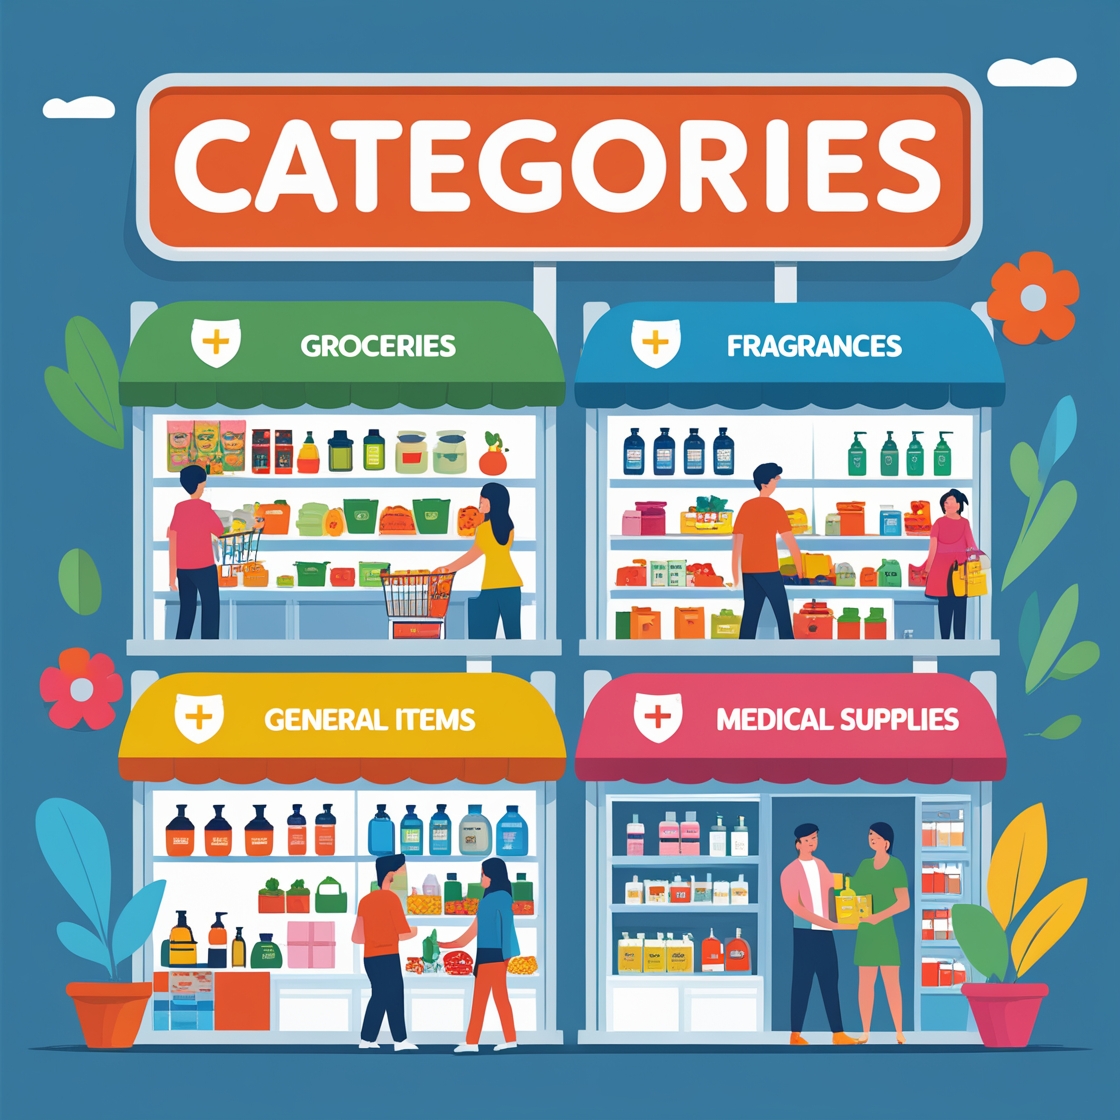 CATEGORIES
GROCERIES
FRAGRANCES
GENERAL ITEMS
MEDICAL SUPPLIES